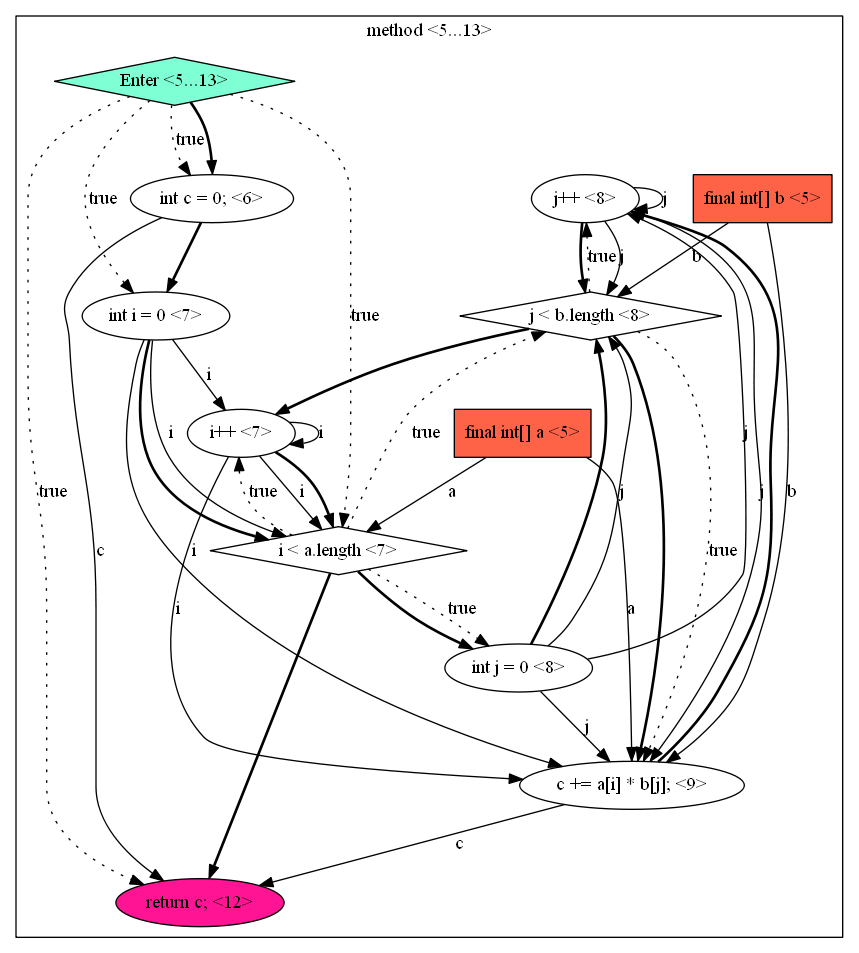 method <5...13>
Enter <5...13>
true
int c = 0; <6>
j++ <8>
j
final int[] b <5>
true
true
j
b
int i = 0 <7>
true
j < b.length <8>
i
i
i++ <7>
i
true
final int[] a <5>
j
true
true
i
a
j
j
b
i
i < a.length <7>
c
true
i
true
a
int j = 0 <8>
j
c += a[i] * b[j]; <9>
c
return c; <12>